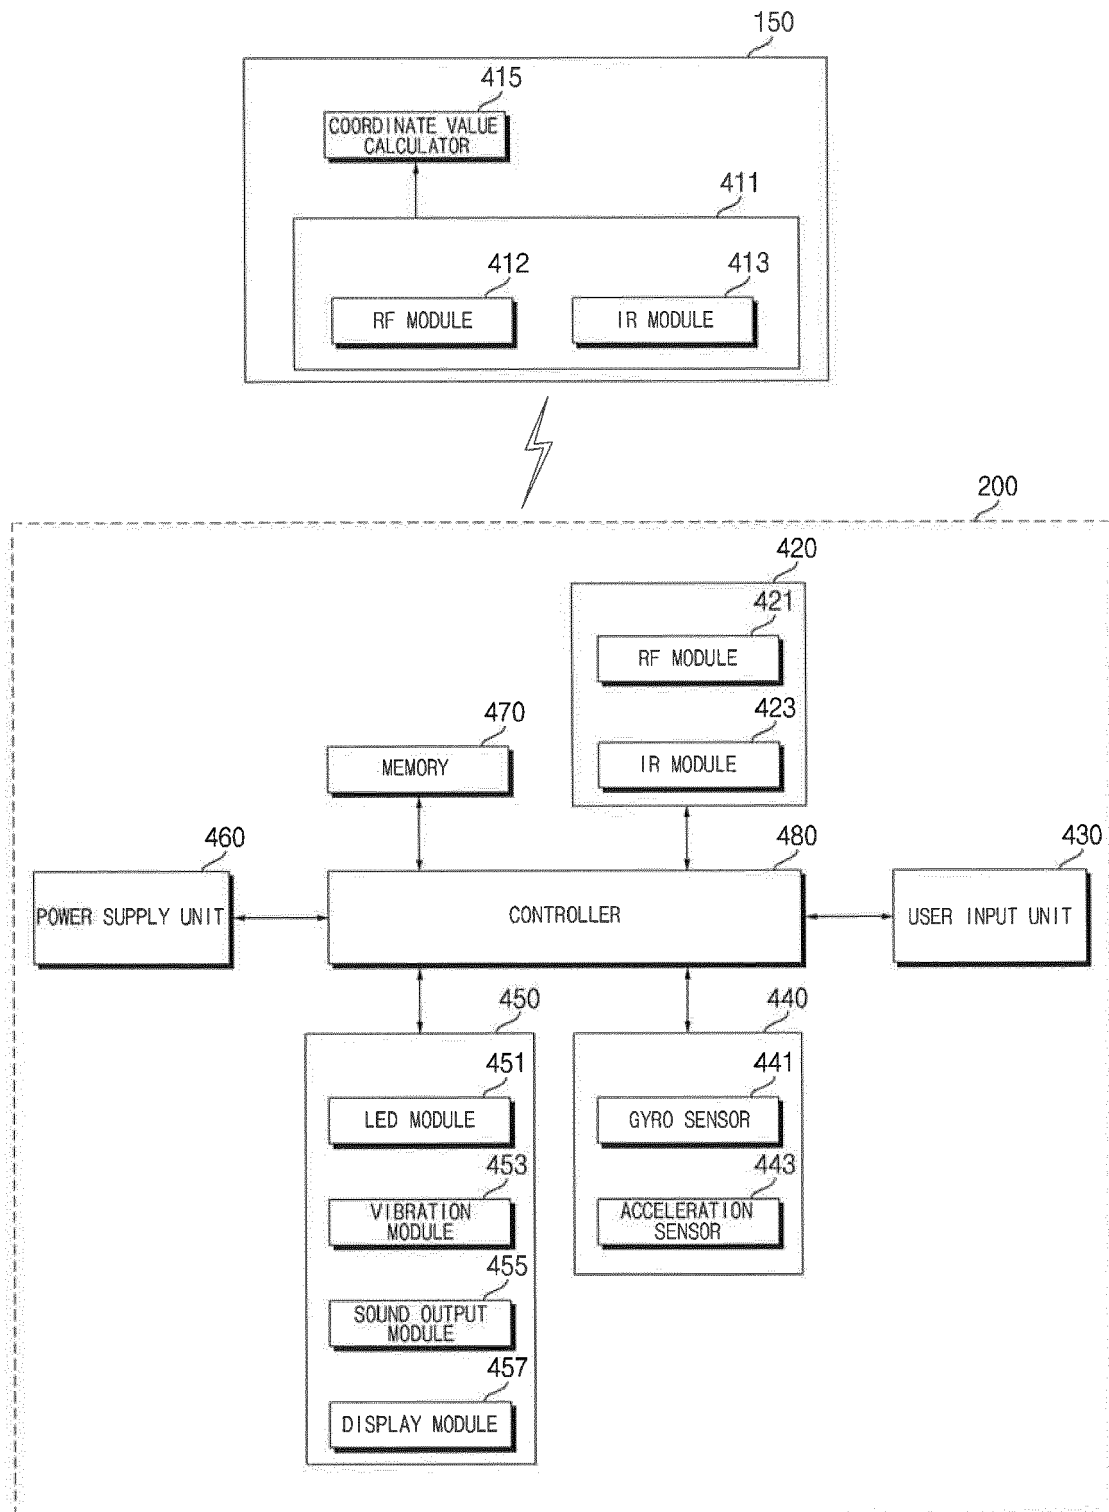 150
415
COORDINATE VALUE
CALCULATOR
411
412
413
RF MODULE
IR MODULE
200
420
421
RF MODULE
423
IR MODULE
470
MEMORY
460
480
430
POWER SUPPLY UNIT
CONTROLLER
USER INPUT UNIT
450
440
451
LED MODULE
441
GYRO SENSOR
453
VIBRATION
MODULE
443
ACCELERATION
SENSOR
455
SOUND OUTPUT
MODULE
457
DISPLAY MODULE